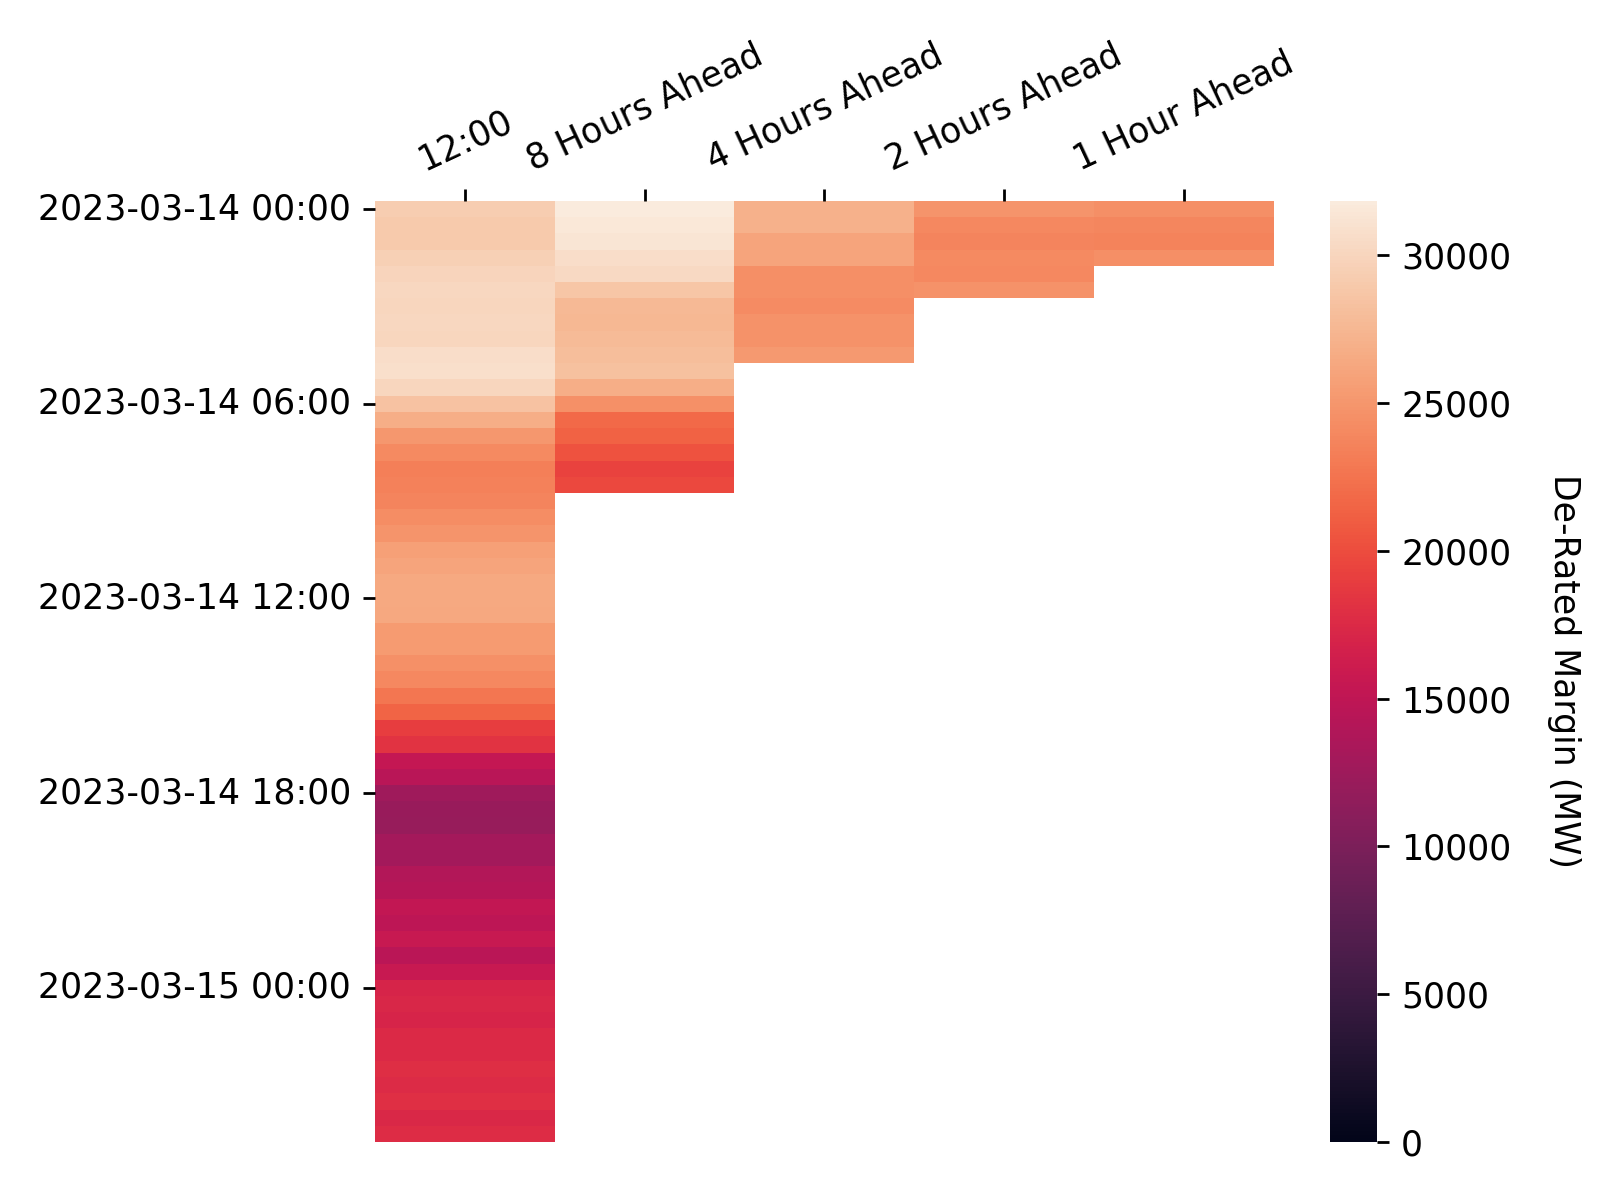 12:00
8 Hours Ahead
4 Hours Ahead
2 Hours Ahead
1 Hour Ahead
2023-03-14 00:00
2023-03-14 06:00
2023-03-14 12:00
2023-03-14 18:00
2023-03-15 00:00
30000
25000
20000
15000
10000
5000
0
De-Rated Margin (MW)